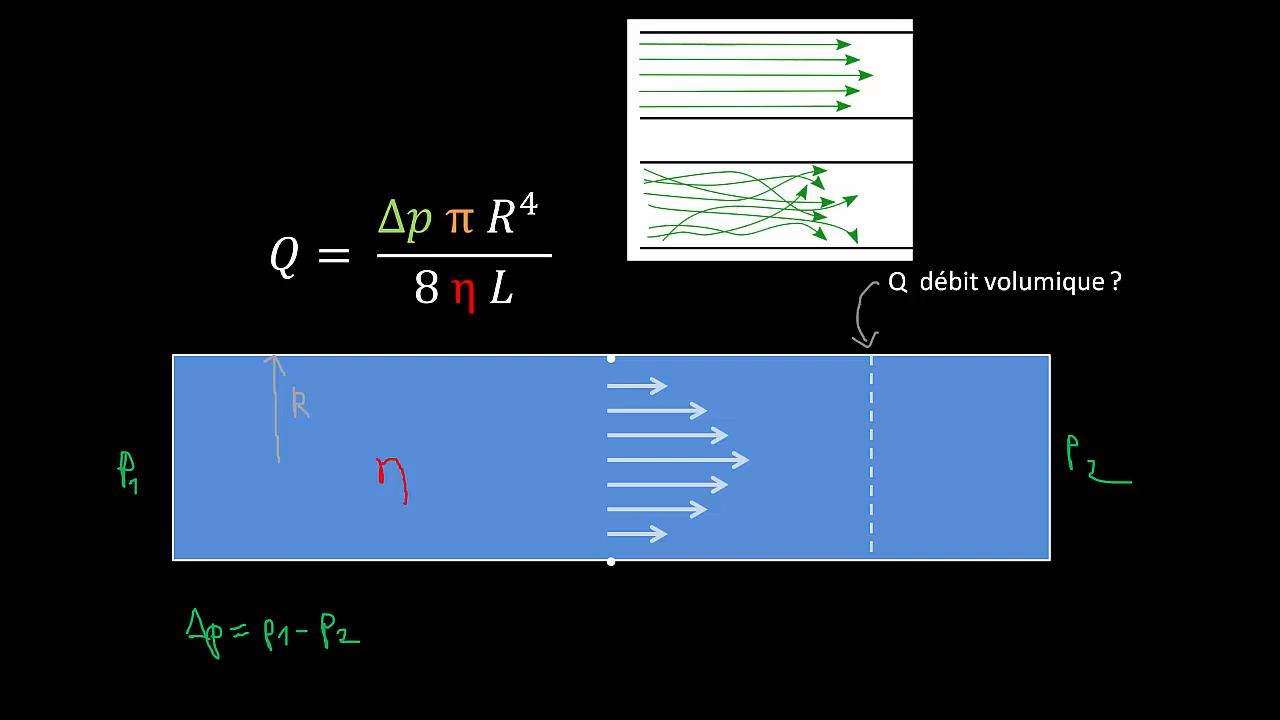 Q = Δp π R⁴ / 8 η L
Q débit volumique ?
R
η
P₁
P₂
Δp = p₁ - p₂